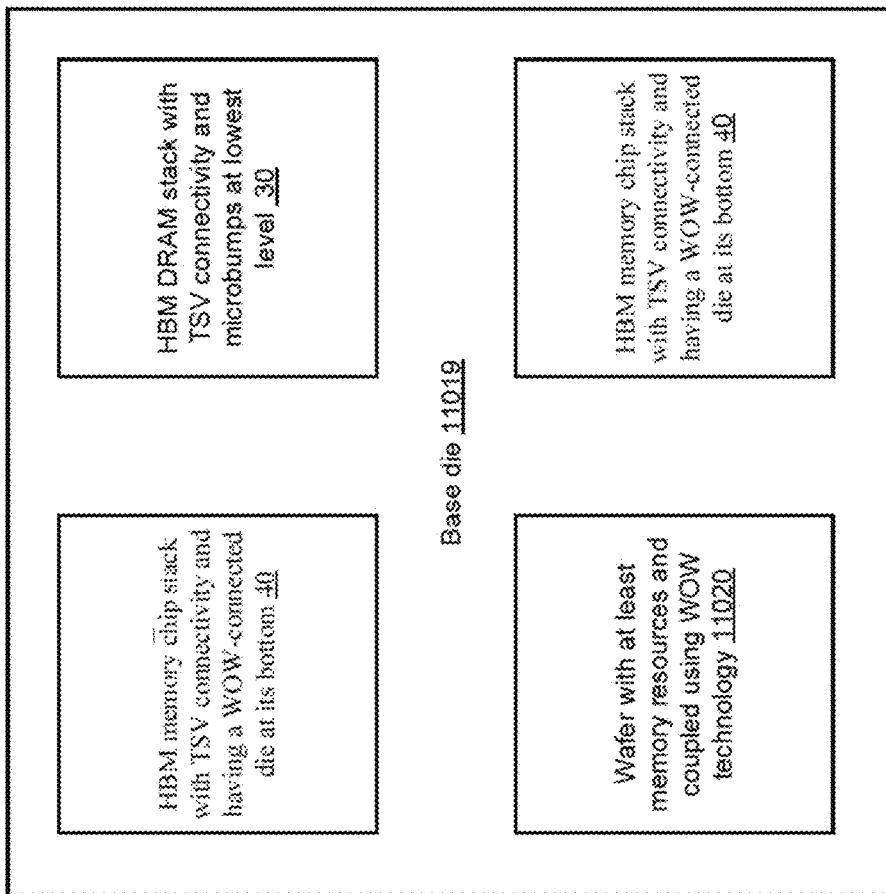 Wafer with at least
memory resources and
coupled using WOW
technology 11020
HBM memory chip stack
with TSV connectivity and
having a WOW-connected
die at its bottom 40
Base die 11019
HBM memory chip stack
with TSV connectivity and
having a WOW-connected
die at its bottom 40
HBM DRAM stack with
TSV connectivity and
microbumps at lowest
level 30